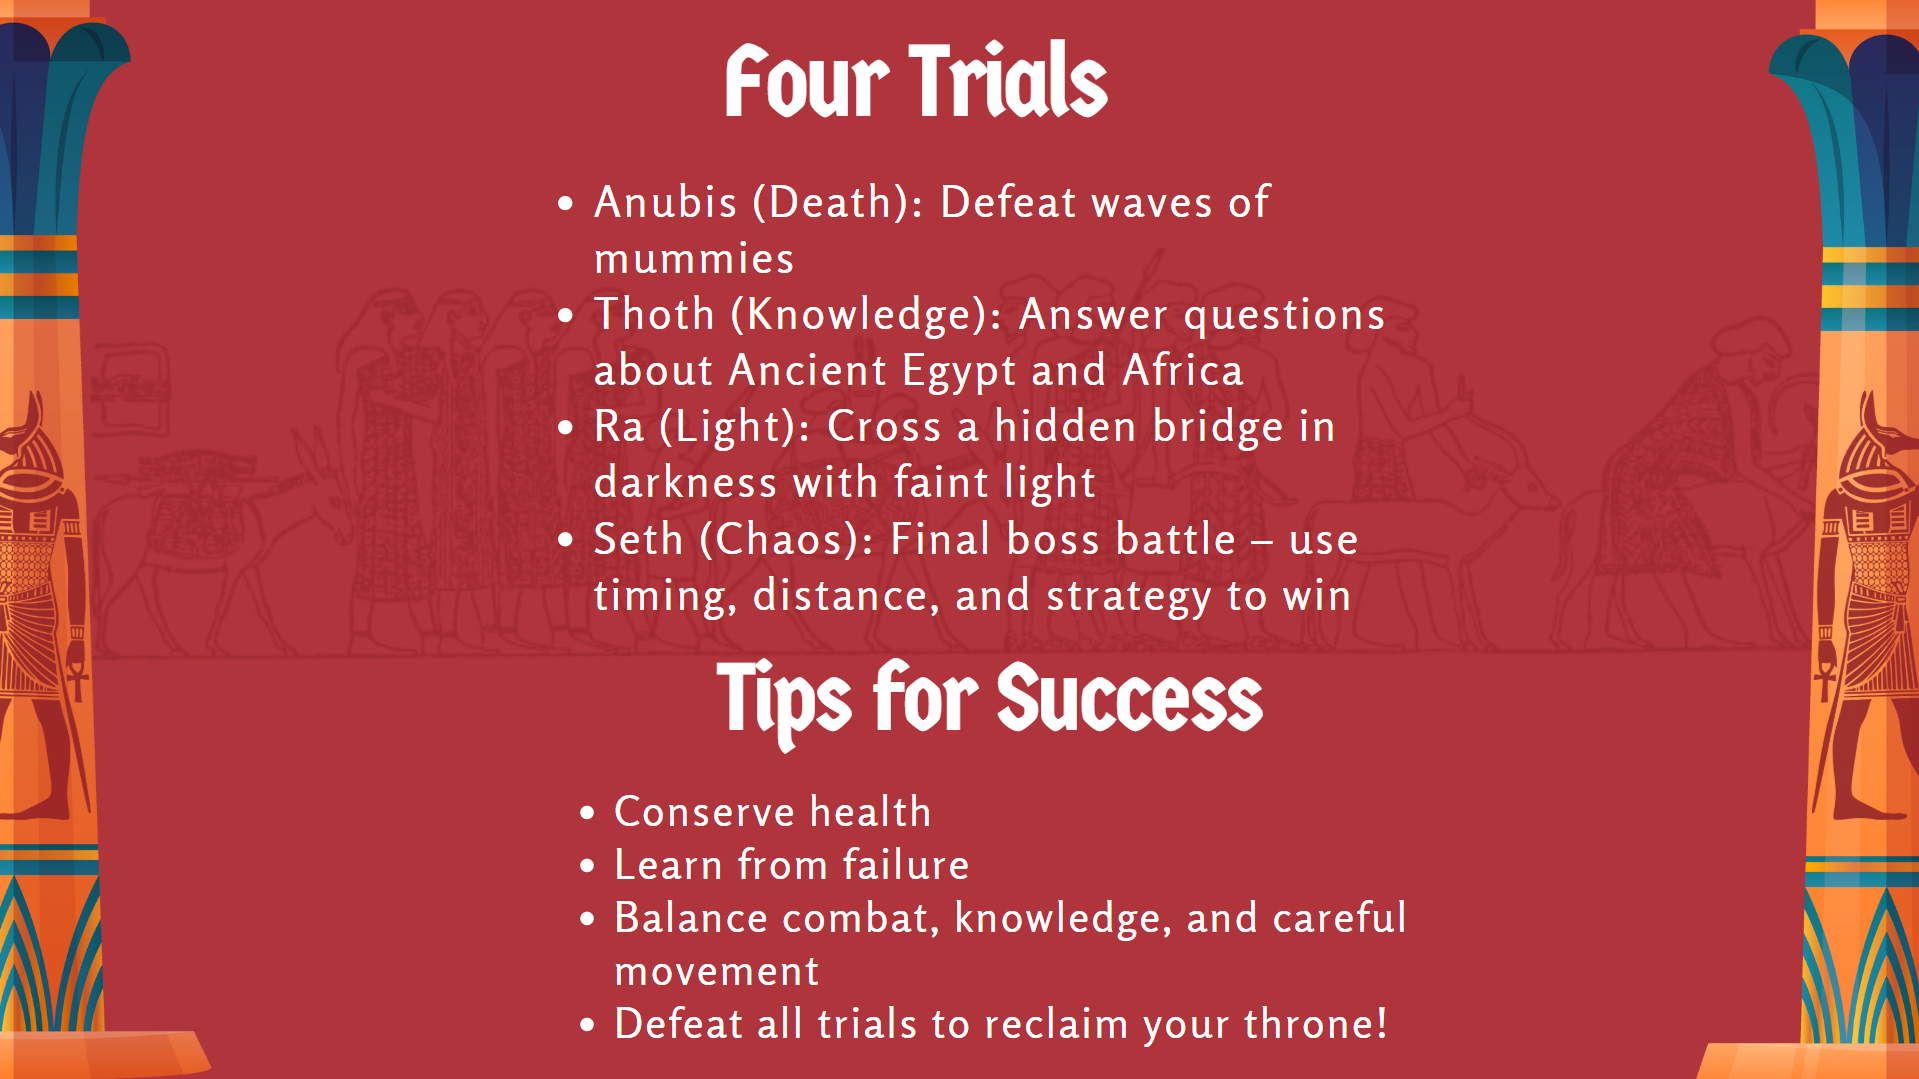 Four Trials
• Anubis (Death): Defeat waves of
mummies
• Thoth (Knowledge): Answer questions
about Ancient Egypt and Africa
• Ra (Light): Cross a hidden bridge in
darkness with faint light
• Seth (Chaos): Final boss battle – use
timing, distance, and strategy to win
Tips for Success
• Conserve health
• Learn from failure
• Balance combat, knowledge, and careful
movement
• Defeat all trials to reclaim your throne!